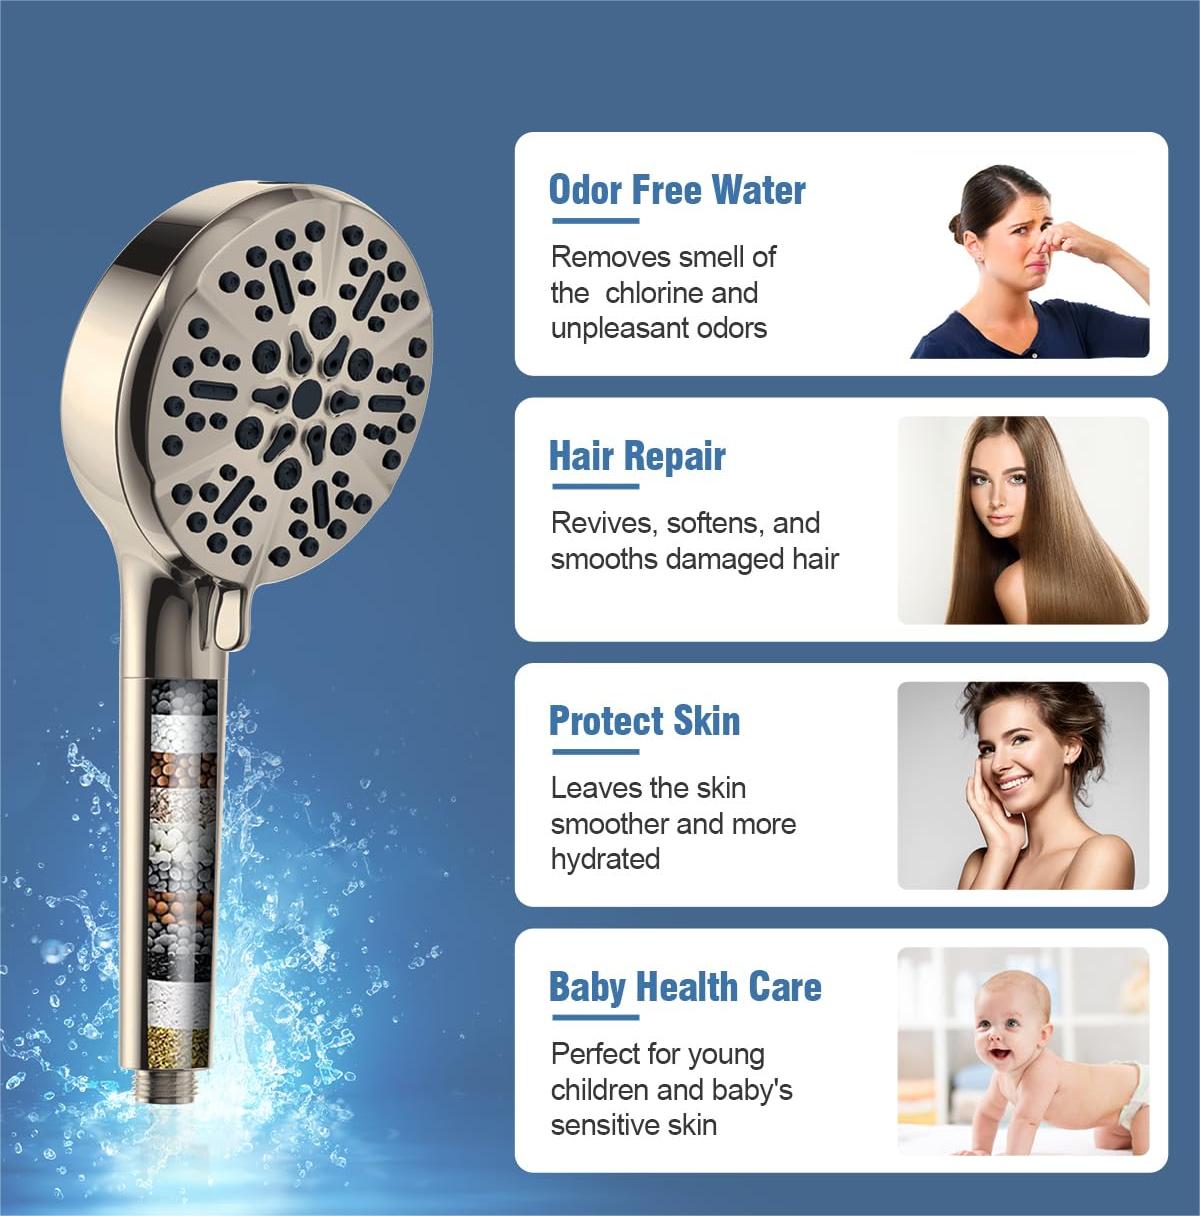 Odor Free Water
Removes smell of
the  chlorine and
unpleasant odors
Hair Repair
Revives, softens, and
smooths damaged hair
Protect Skin
Leaves the skin
smoother and more
hydrated
Baby Health Care
Perfect for young
children and baby's
sensitive skin